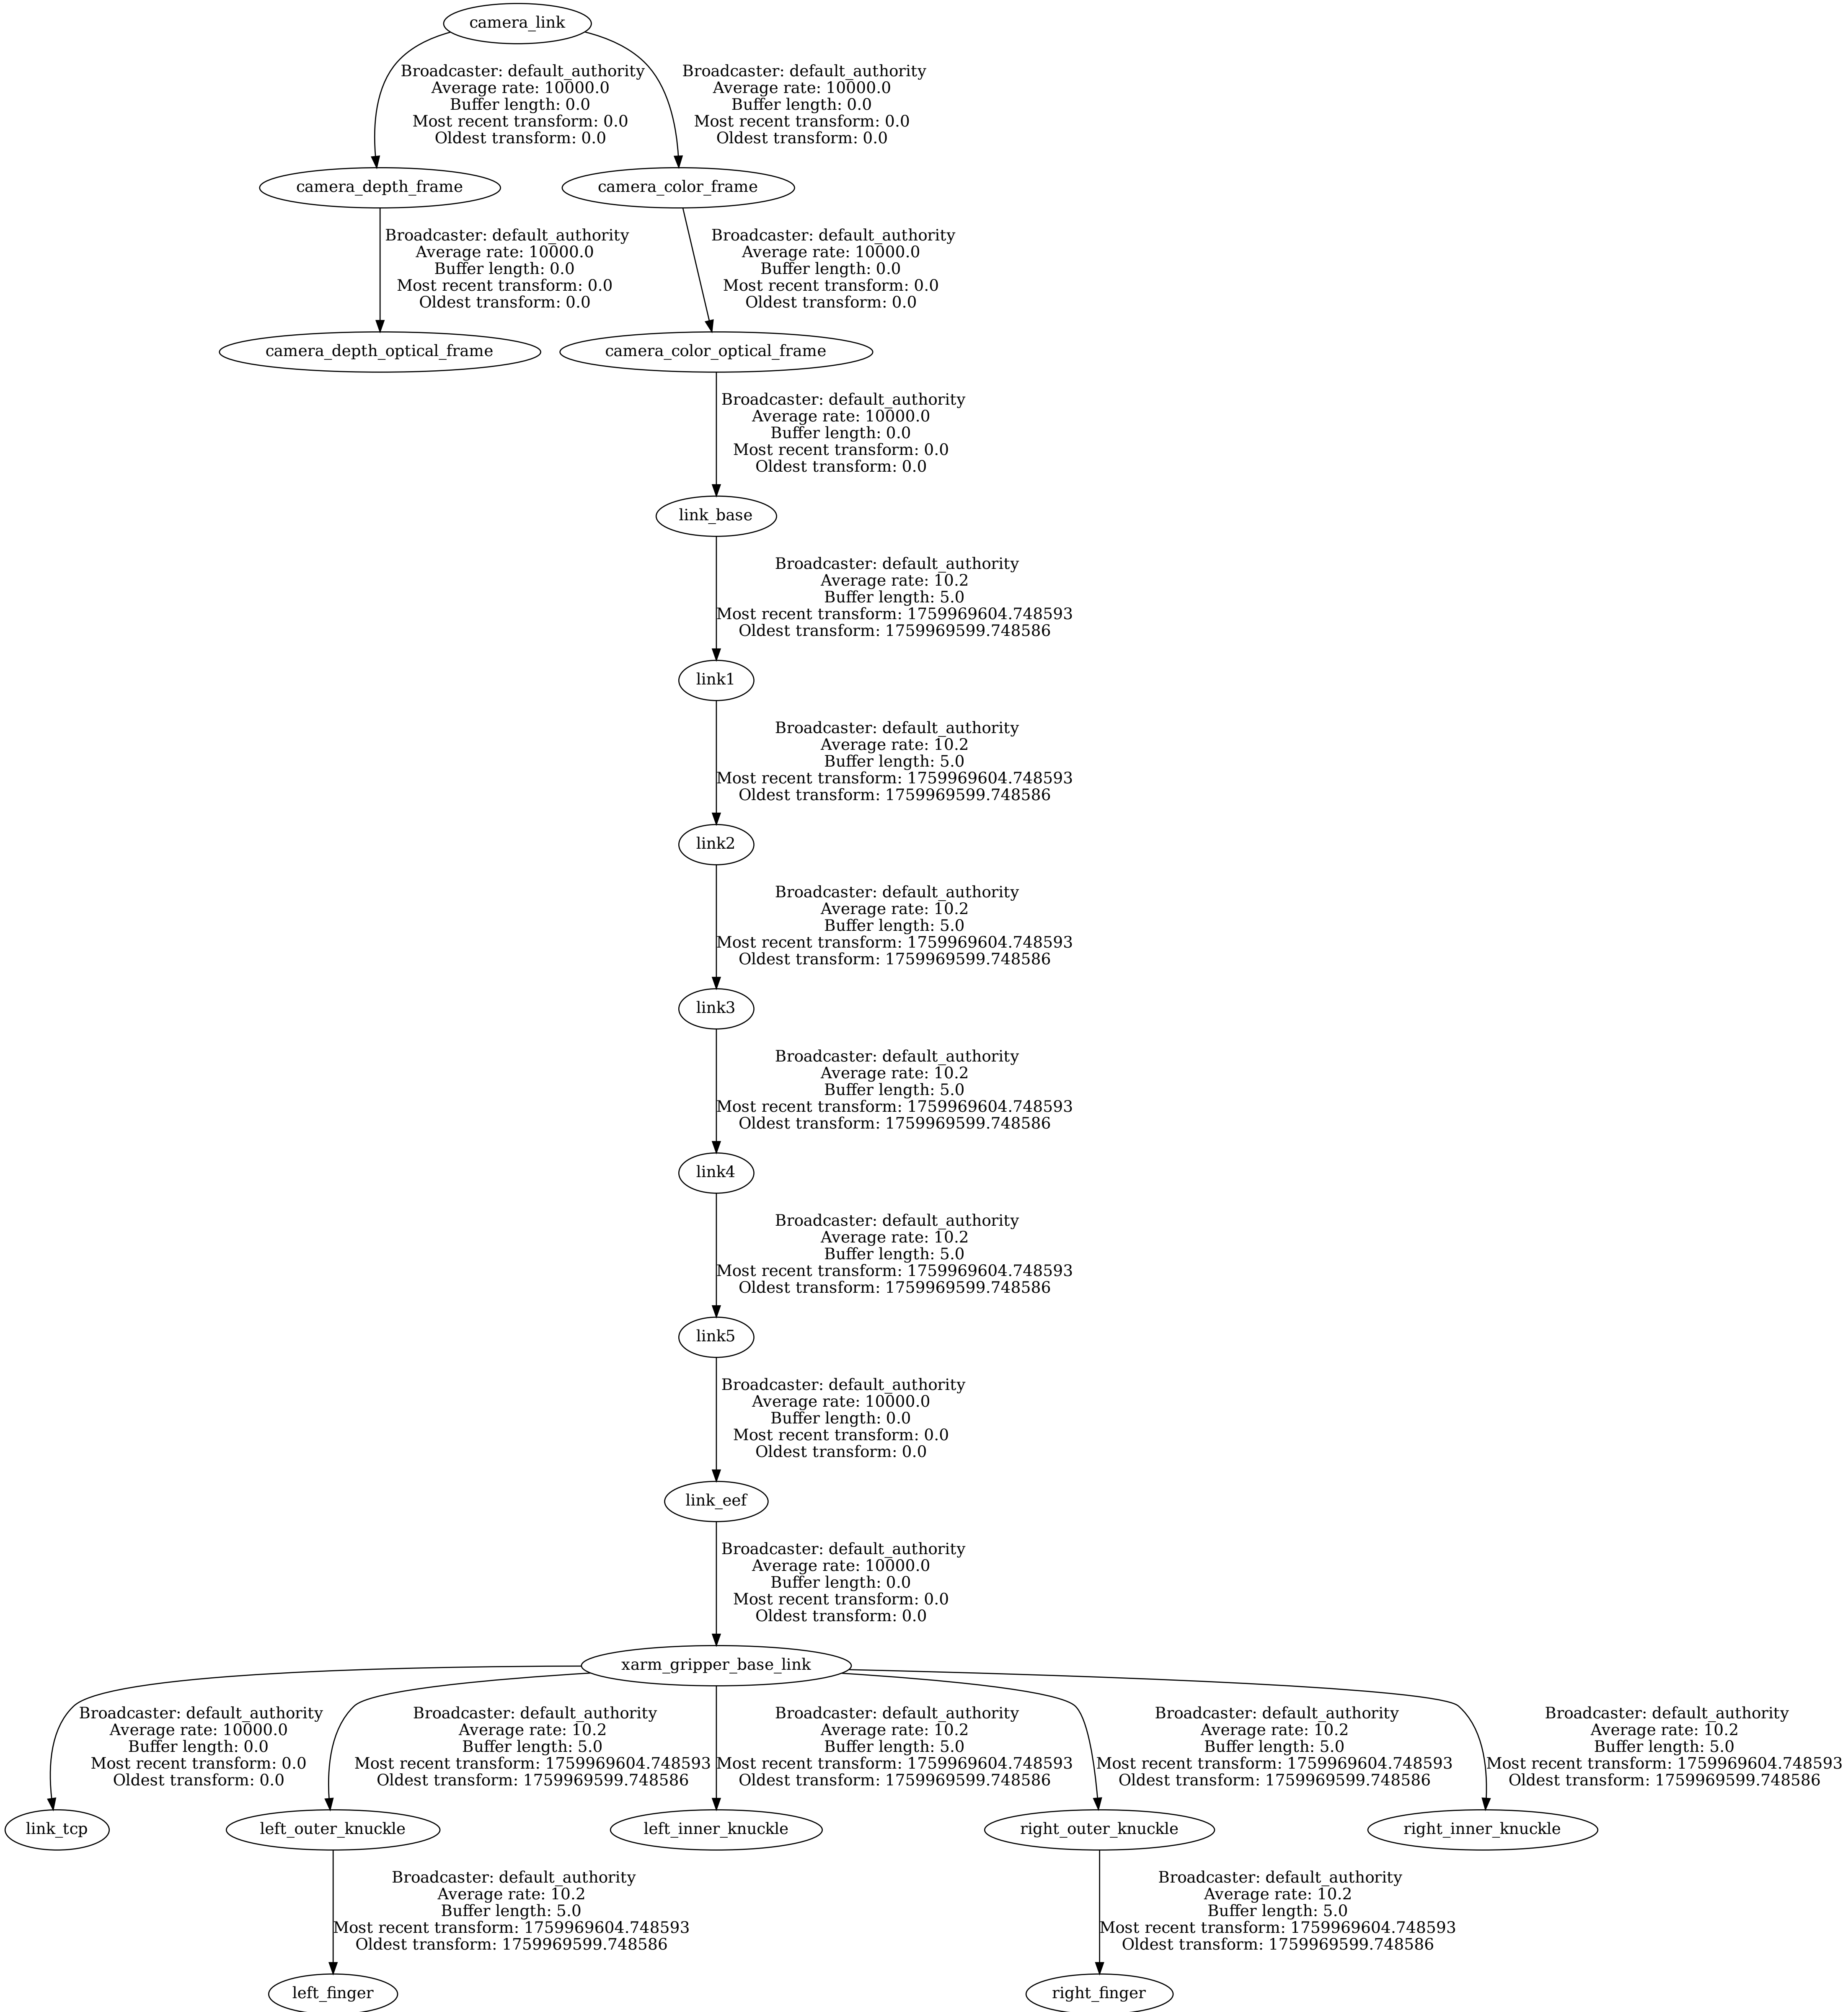 camera_link
Broadcaster: default_authority
Average rate: 10000.0
Buffer length: 0.0
Most recent transform: 0.0
Oldest transform: 0.0
Broadcaster: default_authority
Average rate: 10000.0
Buffer length: 0.0
Most recent transform: 0.0
Oldest transform: 0.0
camera_depth_frame
camera_color_frame
Broadcaster: default_authority
Average rate: 10000.0
Buffer length: 0.0
Most recent transform: 0.0
Oldest transform: 0.0
Broadcaster: default_authority
Average rate: 10000.0
Buffer length: 0.0
Most recent transform: 0.0
Oldest transform: 0.0
camera_depth_optical_frame
camera_color_optical_frame
Broadcaster: default_authority
Average rate: 10000.0
Buffer length: 0.0
Most recent transform: 0.0
Oldest transform: 0.0
link_base
Broadcaster: default_authority
Average rate: 10.2
Buffer length: 5.0
Most recent transform: 1759969604.748593
Oldest transform: 1759969599.748586
link1
Broadcaster: default_authority
Average rate: 10.2
Buffer length: 5.0
Most recent transform: 1759969604.748593
Oldest transform: 1759969599.748586
link2
Broadcaster: default_authority
Average rate: 10.2
Buffer length: 5.0
Most recent transform: 1759969604.748593
Oldest transform: 1759969599.748586
link3
Broadcaster: default_authority
Average rate: 10.2
Buffer length: 5.0
Most recent transform: 1759969604.748593
Oldest transform: 1759969599.748586
link4
Broadcaster: default_authority
Average rate: 10.2
Buffer length: 5.0
Most recent transform: 1759969604.748593
Oldest transform: 1759969599.748586
link5
Broadcaster: default_authority
Average rate: 10000.0
Buffer length: 0.0
Most recent transform: 0.0
Oldest transform: 0.0
link_eef
Broadcaster: default_authority
Average rate: 10000.0
Buffer length: 0.0
Most recent transform: 0.0
Oldest transform: 0.0
xarm_gripper_base_link
Broadcaster: default_authority
Average rate: 10000.0
Buffer length: 0.0
Most recent transform: 0.0
Oldest transform: 0.0
Broadcaster: default_authority
Average rate: 10.2
Buffer length: 5.0
Most recent transform: 1759969604.748593
Oldest transform: 1759969599.748586
Broadcaster: default_authority
Average rate: 10.2
Buffer length: 5.0
Most recent transform: 1759969604.748593
Oldest transform: 1759969599.748586
Broadcaster: default_authority
Average rate: 10.2
Buffer length: 5.0
Most recent transform: 1759969604.748593
Oldest transform: 1759969599.748586
Broadcaster: default_authority
Average rate: 10.2
Buffer length: 5.0
Most recent transform: 1759969604.748593
Oldest transform: 1759969599.748586
link_tcp
left_outer_knuckle
left_inner_knuckle
right_outer_knuckle
right_inner_knuckle
Broadcaster: default_authority
Average rate: 10.2
Buffer length: 5.0
Most recent transform: 1759969604.748593
Oldest transform: 1759969599.748586
Broadcaster: default_authority
Average rate: 10.2
Buffer length: 5.0
Most recent transform: 1759969604.748593
Oldest transform: 1759969599.748586
left_finger
right_finger